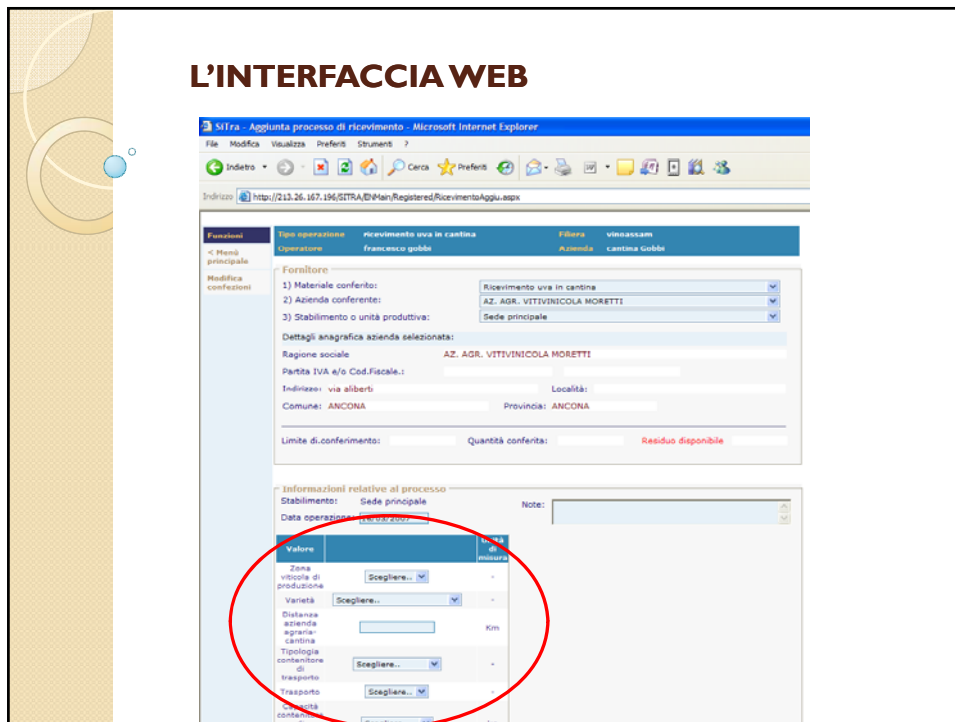 L'INTERFACCIA WEB
SITra - Aggiunta processo di ricevimento - Microsoft Internet Explorer
File Modifica Visualizza Preferiti Strumenti ?
Indietro Cerca Preferiti
Indirizzo http://213.26.167.196/SITRA/EMain/Registered/RicevimentoAggiu.aspx
Funzioni
< Menù
principale
Modifica
confezioni
Tipo operazione ricevimento uva in cantina Filiera vinoassam
Operatore francesco gobbi Azienda cantina Gobbi
Fornitore
1) Materiale conferito: Ricevimento uva in cantina
2) Azienda conferente: AZ. AGR. VITIVINICOLA MORETTI
3) Stabilimento o unità produttiva: Sede principale
Dettagli anagrafica azienda selezionata:
Ragione sociale AZ. AGR. VITIVINICOLA MORETTI
Partita IVA e/o Cod.Fiscale.:
Indirizzo: via aliberti Località:
Comune: ANCONA Provincia: ANCONA
Limite di.conferimento: Quantità conferita: Residuo disponibile
Informazioni relative al processo
Stabilimento: Sede principale Note:
Data operazione:
Valore Unità
di
misura
Zona
viticola di
produzione Scegliere.. -
Varietà Scegliere.. -
Distanza
azienda
agraria-
cantina Km
Tipologia
contenitore
di
trasporto Scegliere.. -
Trasporto Scegliere.. -
Capacità
contenitore